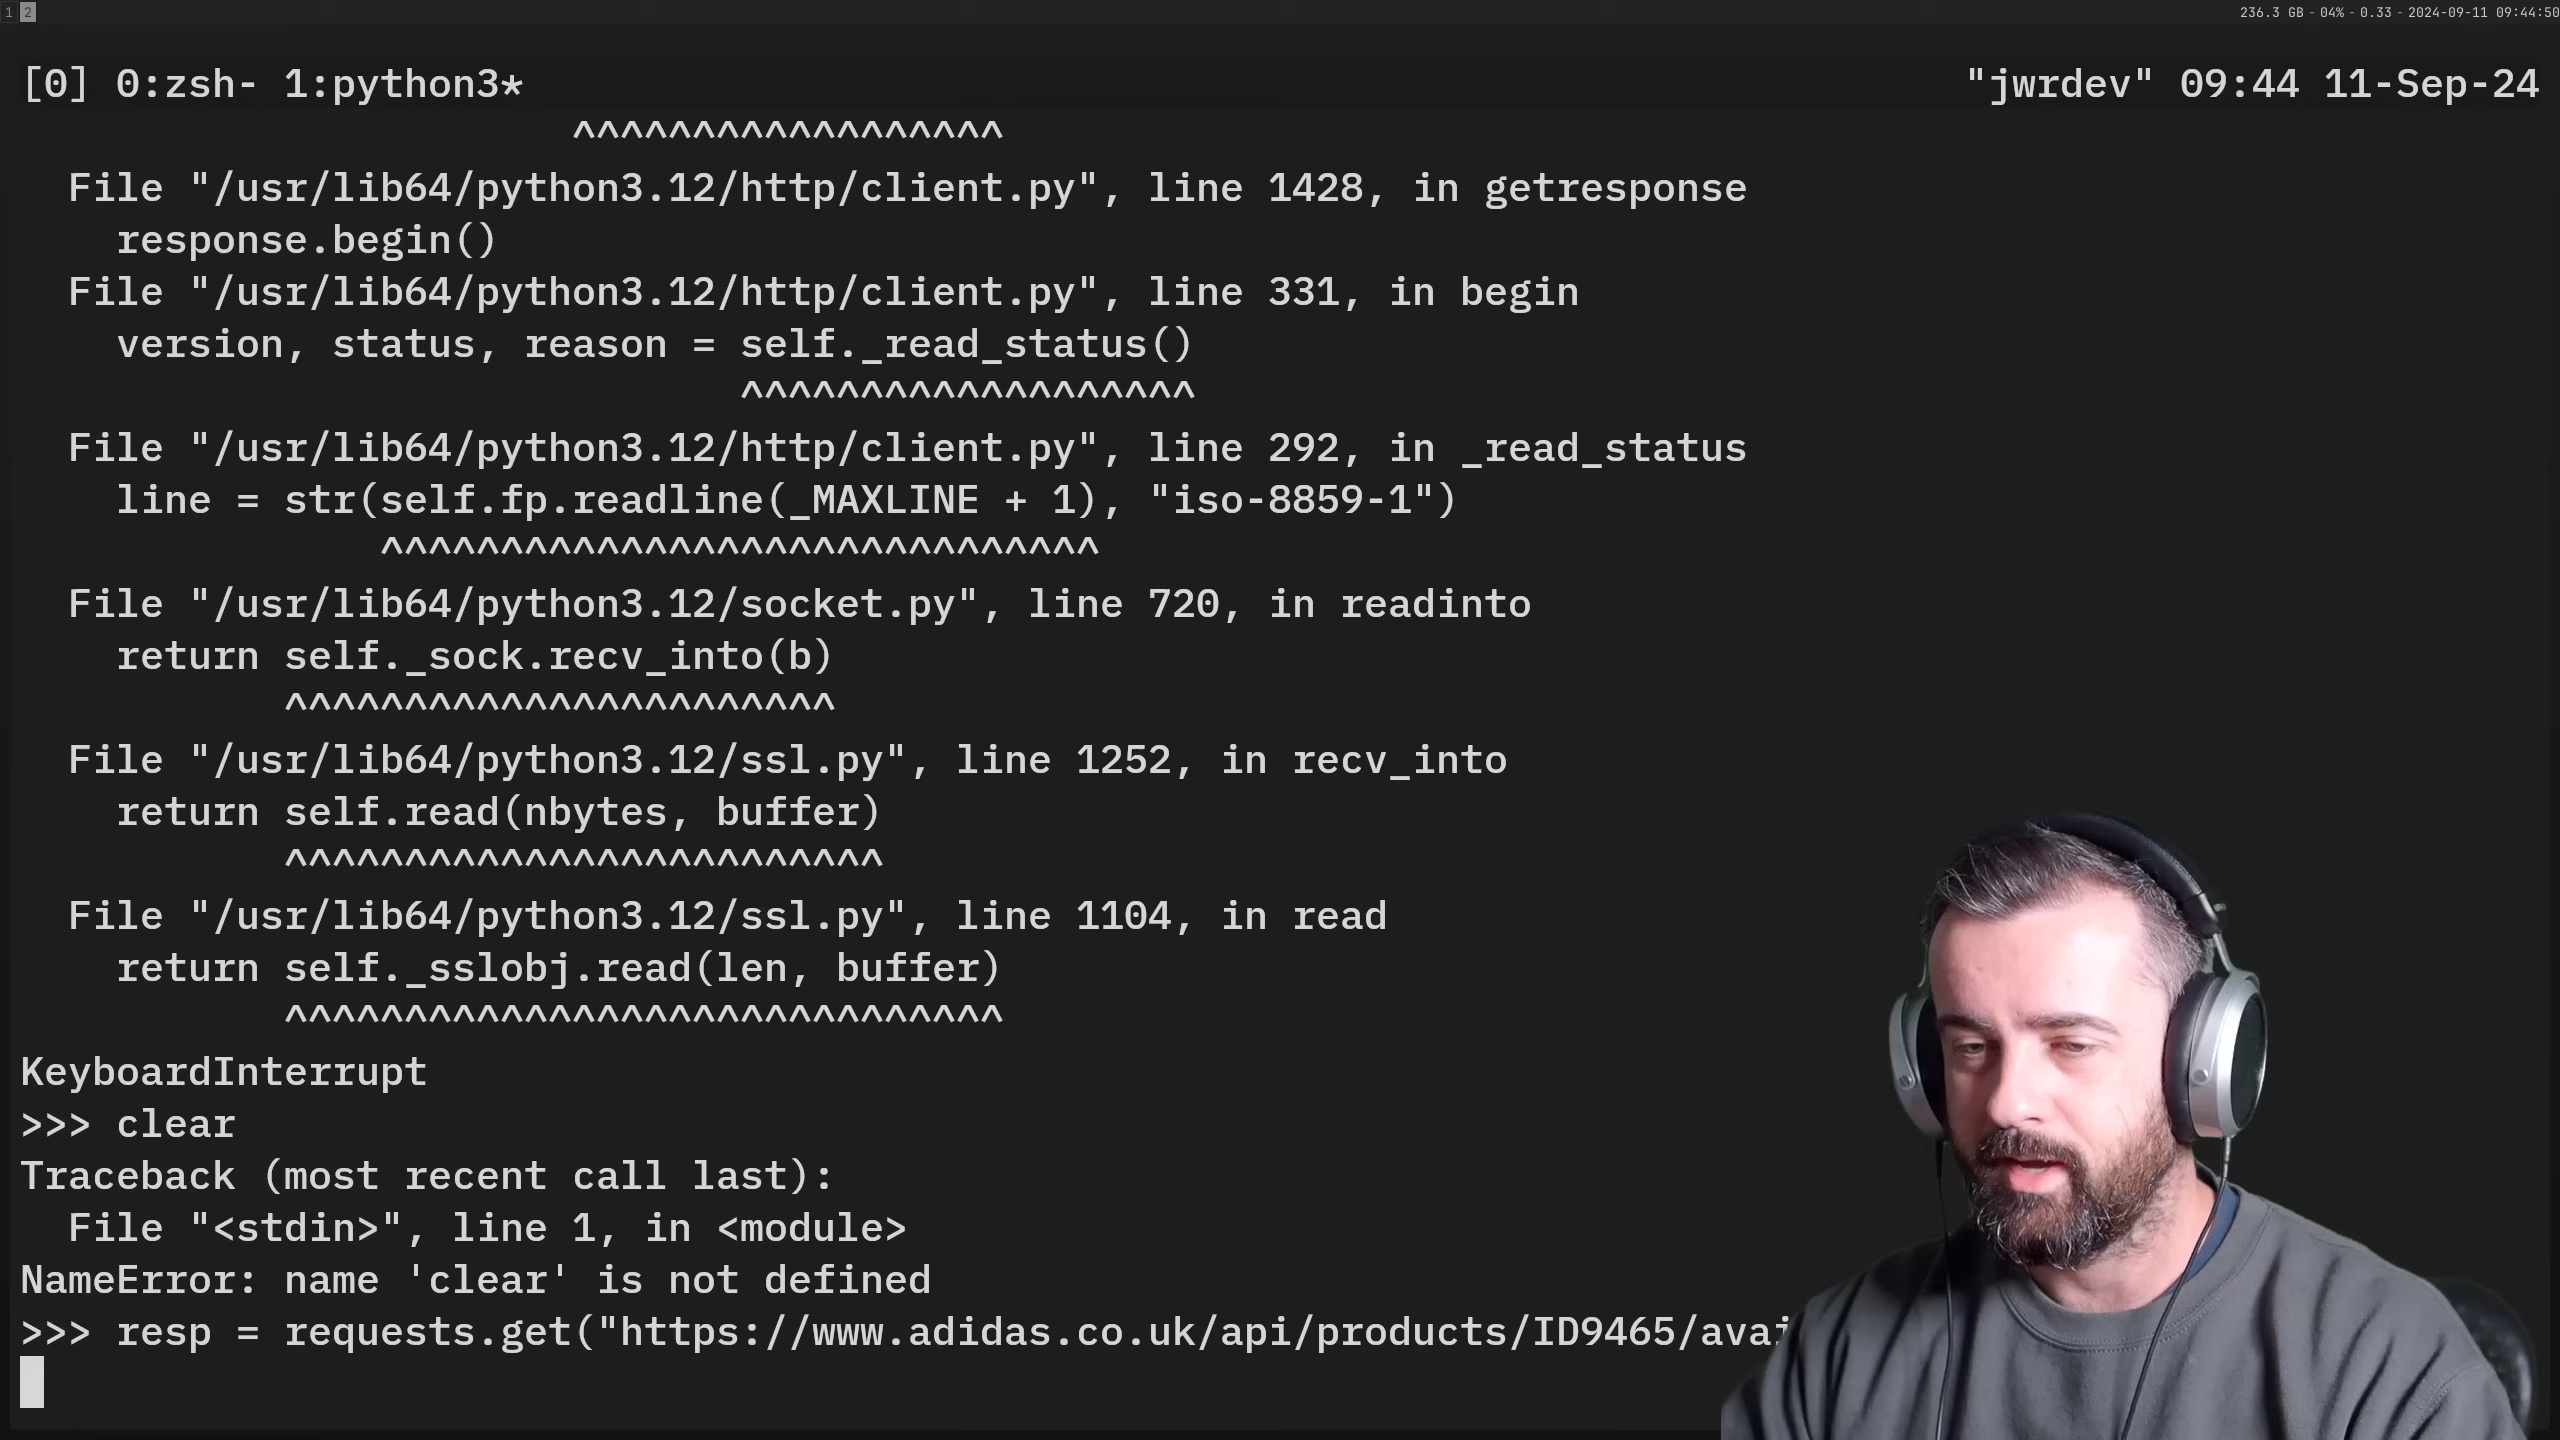 1 2
236.3 GB - 04% - 0.33 - 2024-09-11 09:44:50
[0] 0:zsh- 1:python3*
"jwrdev" 09:44 11-Sep-24
^^^^^^^^^^^^^^^^^^
File "/usr/lib64/python3.12/http/client.py", line 1428, in getresponse
response.begin()
File "/usr/lib64/python3.12/http/client.py", line 331, in begin
version, status, reason = self._read_status()
^^^^^^^^^^^^^^^^^^^
File "/usr/lib64/python3.12/http/client.py", line 292, in _read_status
line = str(self.fp.readline(_MAXLINE + 1), "iso-8859-1")
^^^^^^^^^^^^^^^^^^^^^^^^^^^^^^
File "/usr/lib64/python3.12/socket.py", line 720, in readinto
return self._sock.recv_into(b)
^^^^^^^^^^^^^^^^^^^^^^^
File "/usr/lib64/python3.12/ssl.py", line 1252, in recv_into
return self.read(nbytes, buffer)
^^^^^^^^^^^^^^^^^^^^^^^^^
File "/usr/lib64/python3.12/ssl.py", line 1104, in read
return self._sslobj.read(len, buffer)
^^^^^^^^^^^^^^^^^^^^^^^^^^^^^^
KeyboardInterrupt
>>> clear
Traceback (most recent call last):
File "<stdin>", line 1, in <module>
NameError: name 'clear' is not defined
>>> resp = requests.get("https://www.adidas.co.uk/api/products/ID9465/avai